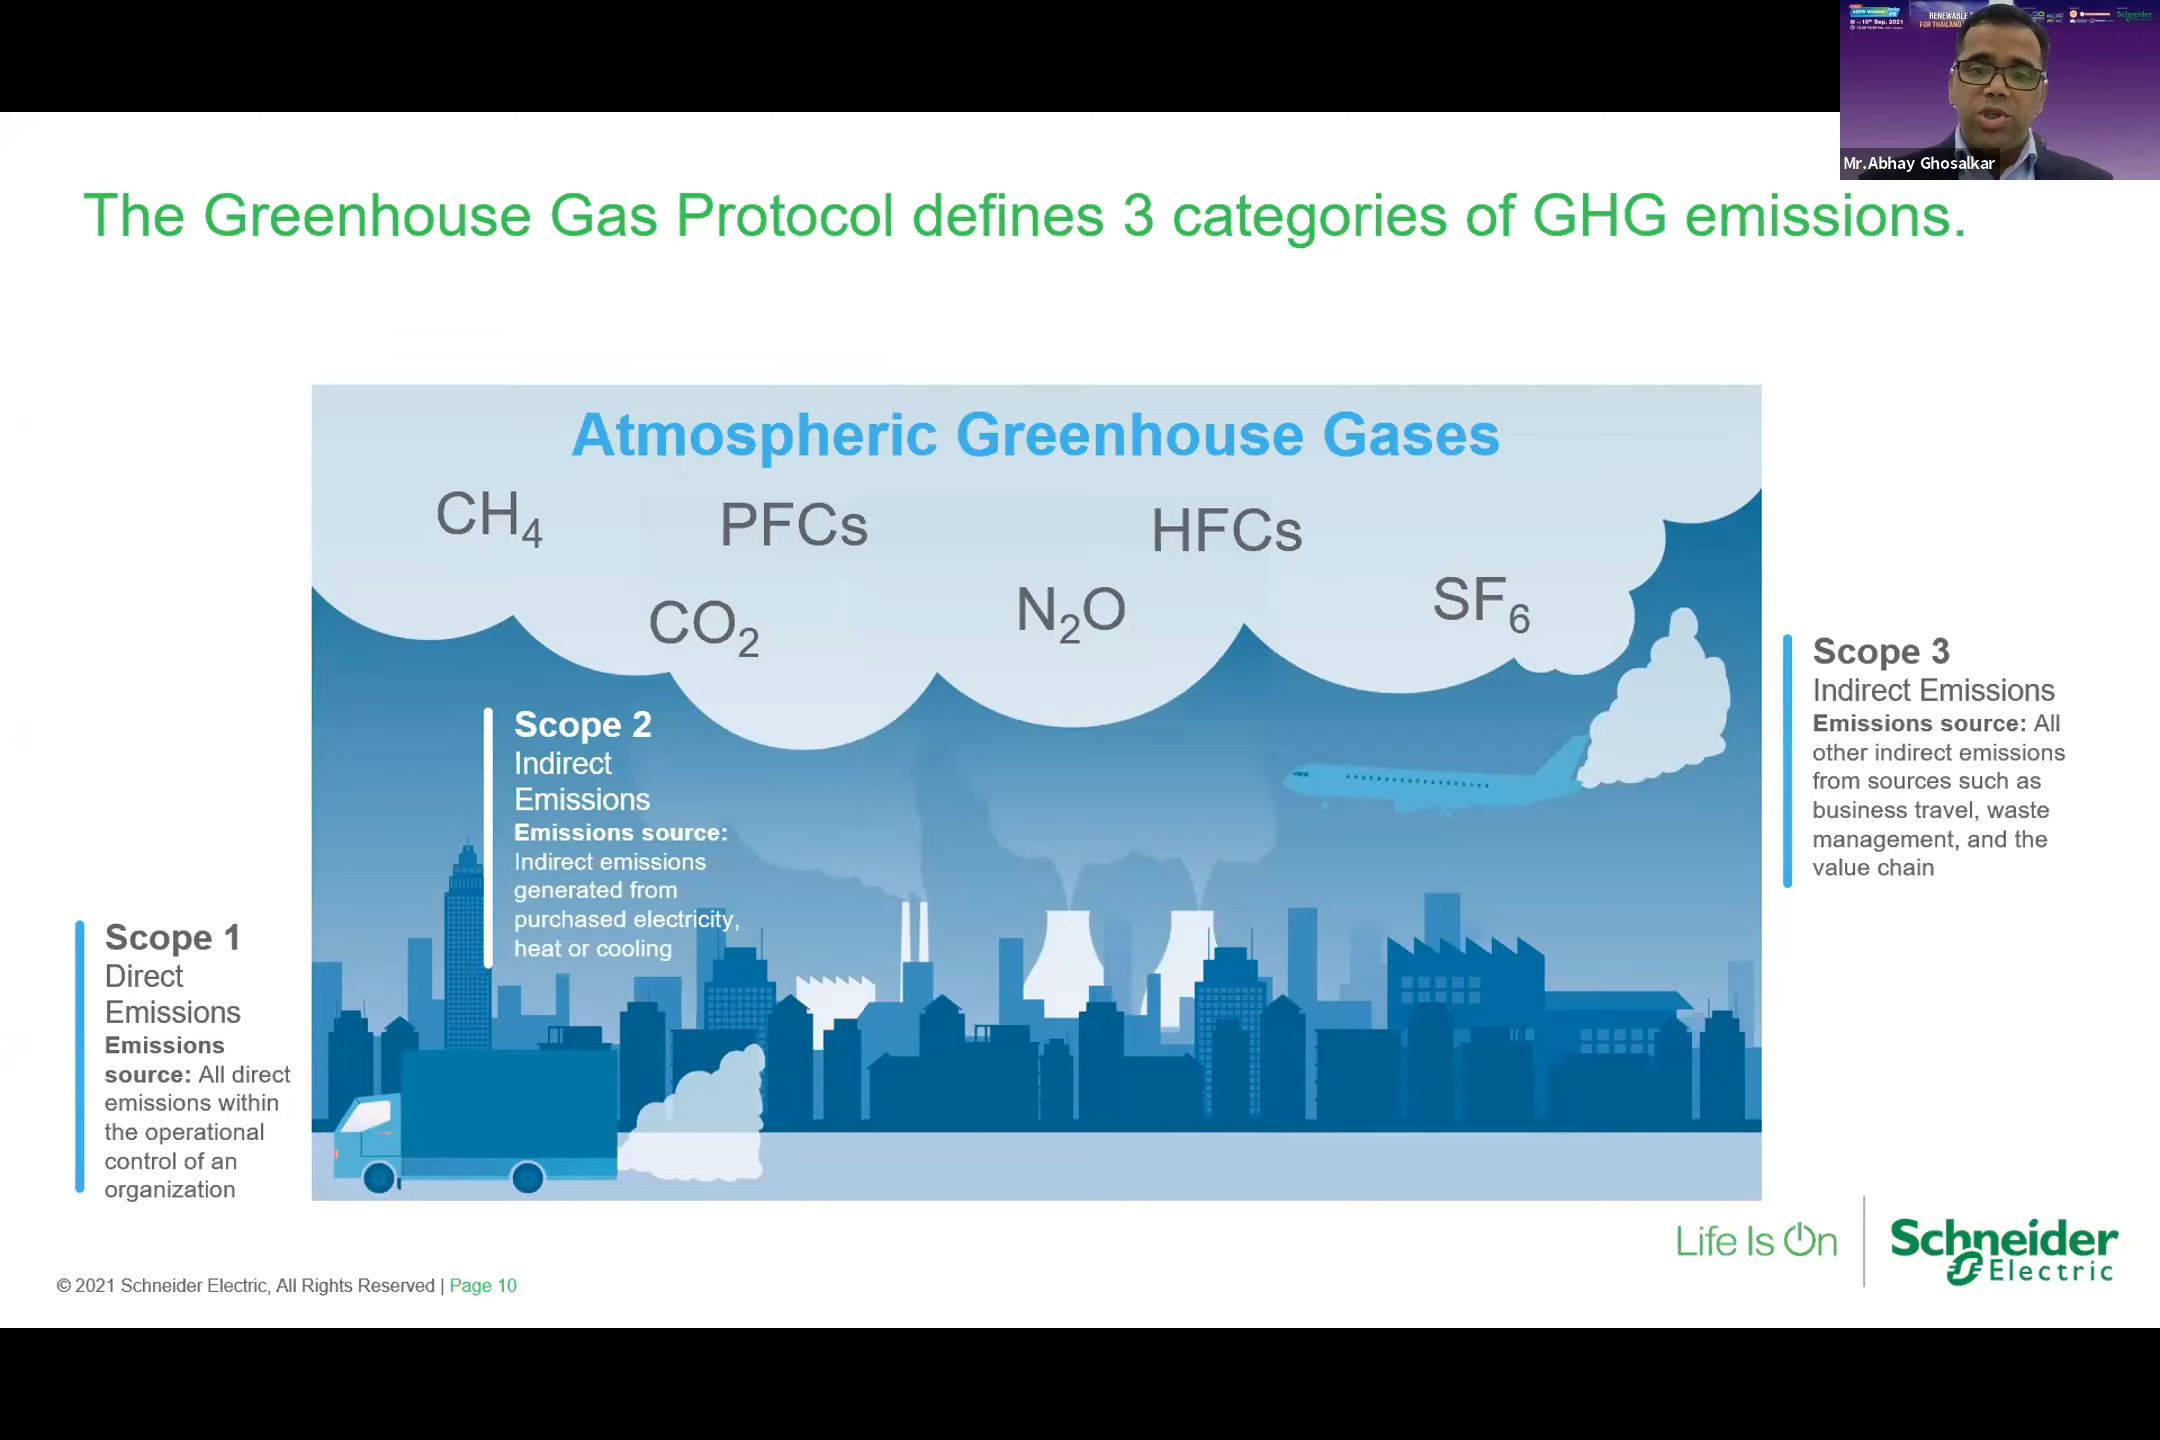 10th Sep. 2021
RENEWABLE
Mr.Abhay Ghosalkar
The Greenhouse Gas Protocol defines 3 categories of GHG emissions.
Atmospheric Greenhouse Gases
CH₄
PFCs
HFCs
CO₂
N₂O
SF₆
Scope 2
Indirect
Emissions
Emissions source:
Indirect emissions
generated from
purchased electricity,
heat or cooling
Scope 3
Indirect Emissions
Emissions source: All
other indirect emissions
from sources such as
business travel, waste
management, and the
value chain
Scope 1
Direct
Emissions
Emissions
source: All direct
emissions within
the operational
control of an
organization
Life Is On
Schneider
Electric
© 2021 Schneider Electric, All Rights Reserved | Page 10